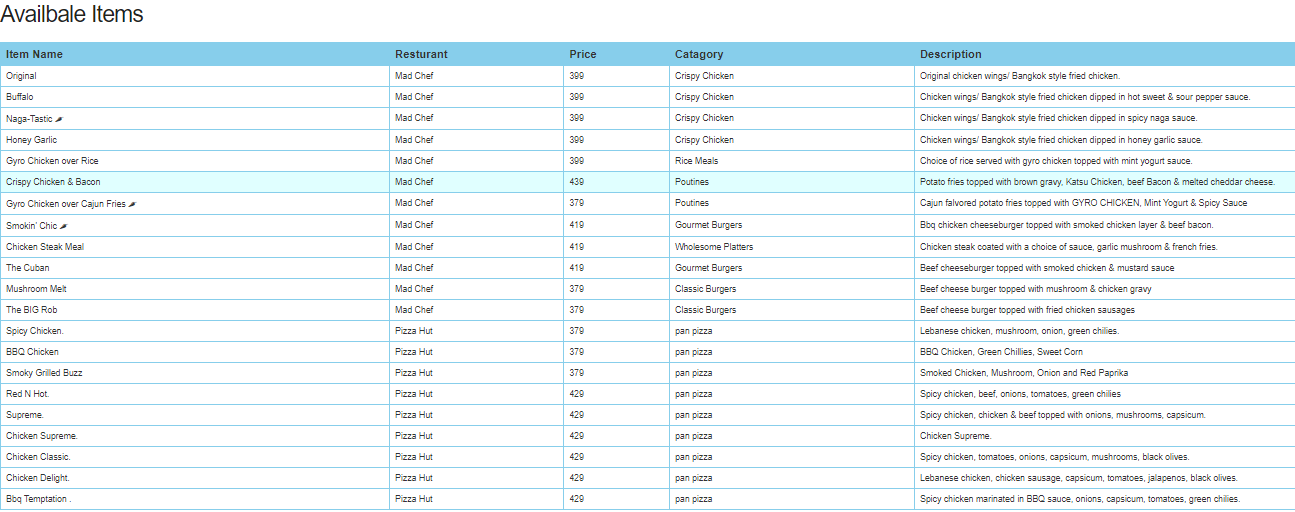 Availbale Items
Item Name Resturant Price Catagory Description
Original Mad Chef 399 Crispy Chicken Original chicken wings/ Bangkok style fried chicken.
Buffalo Mad Chef 399 Crispy Chicken Chicken wings/ Bangkok style fried chicken dipped in hot sweet & sour pepper sauce.
Naga-Tastic 🌶 Mad Chef 399 Crispy Chicken Chicken wings/ Bangkok style fried chicken dipped in spicy naga sauce.
Honey Garlic Mad Chef 399 Crispy Chicken Chicken wings/ Bangkok style fried chicken dipped in honey garlic sauce.
Gyro Chicken over Rice Mad Chef 399 Rice Meals Choice of rice served with gyro chicken topped with mint yogurt sauce.
Crispy Chicken & Bacon Mad Chef 439 Poutines Potato fries topped with brown gravy, Katsu Chicken, beef Bacon & melted cheddar cheese.
Gyro Chicken over Cajun Fries 🌶 Mad Chef 379 Poutines Cajun falvored potato fries topped with GYRO CHICKEN, Mint Yogurt & Spicy Sauce
Smokin' Chic 🌶 Mad Chef 419 Gourmet Burgers Bbq chicken cheeseburger topped with smoked chicken layer & beef bacon.
Chicken Steak Meal Mad Chef 419 Wholesome Platters Chicken steak coated with a choice of sauce, garlic mushroom & french fries.
The Cuban Mad Chef 419 Gourmet Burgers Beef cheeseburger topped with smoked chicken & mustard sauce
Mushroom Melt Mad Chef 379 Classic Burgers Beef cheese burger topped with mushroom & chicken gravy
The BIG Rob Mad Chef 379 Classic Burgers Beef cheese burger topped with fried chicken sausages
Spicy Chicken. Pizza Hut 379 pan pizza Lebanese chicken, mushroom, onion, green chilies.
BBQ Chicken Pizza Hut 379 pan pizza BBQ Chicken, Green Chillies, Sweet Corn
Smoky Grilled Buzz Pizza Hut 379 pan pizza Smoked Chicken, Mushroom, Onion and Red Paprika
Red N Hot. Pizza Hut 429 pan pizza Spicy chicken, beef, onions, tomatoes, green chilies
Supreme. Pizza Hut 429 pan pizza Spicy chicken, chicken & beef topped with onions, mushrooms, capsicum.
Chicken Supreme. Pizza Hut 429 pan pizza Chicken Supreme.
Chicken Classic. Pizza Hut 429 pan pizza Spicy chicken, tomatoes, onions, capsicum, mushrooms, black olives.
Chicken Delight. Pizza Hut 429 pan pizza Lebanese chicken, chicken sausage, capsicum, tomatoes, jalapenos, black olives.
Bbq Temptation . Pizza Hut 429 pan pizza Spicy chicken marinated in BBQ sauce, onions, capsicum, tomatoes, green chilies.